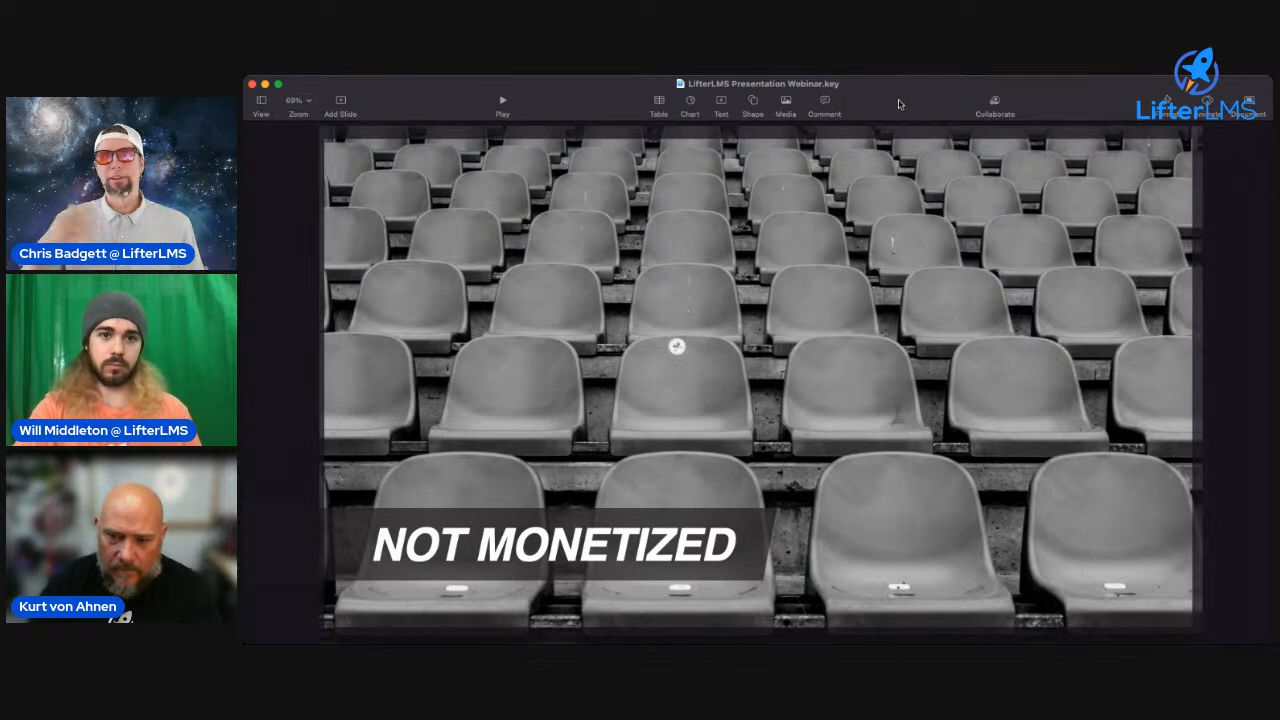 LifterLMS Presentation Webinar.key
69%
View
Zoom
Add Slide
Play
Table
Chart
Text
Shape
Media
Comment
Collaborate
LifterLMS
Chris Badgett @ LifterLMS
Will Middleton @ LifterLMS
Kurt von Ahnen
NOT MONETIZED